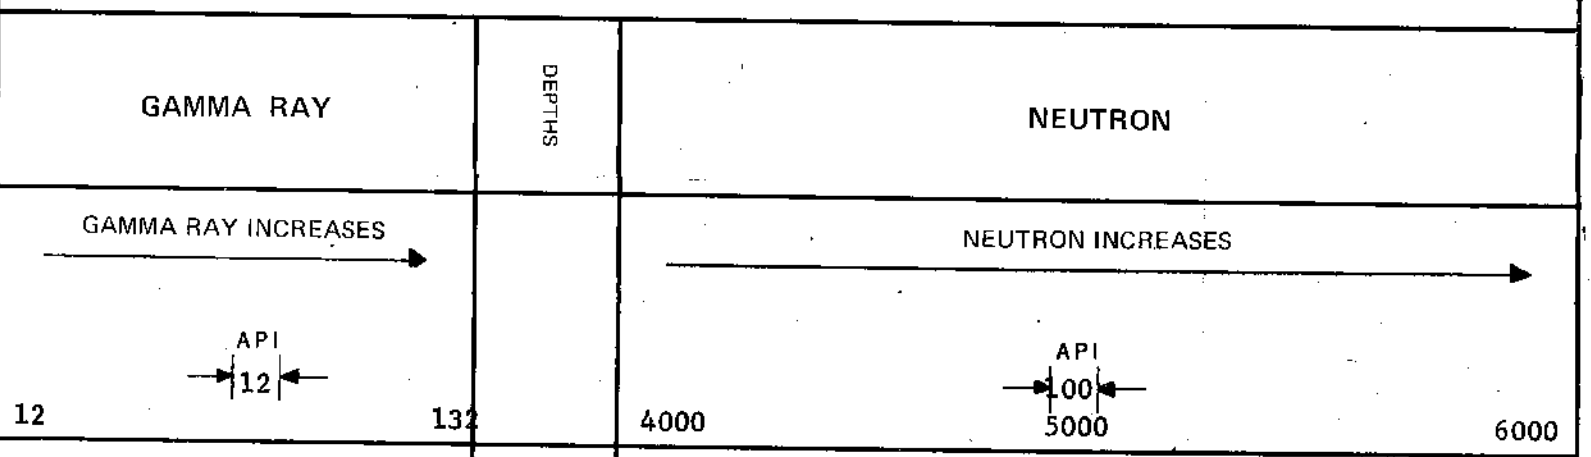 GAMMA RAY
DEPTHS
NEUTRON
GAMMA RAY INCREASES
NEUTRON INCREASES
API
12
12
132
API
100
4000
5000
6000